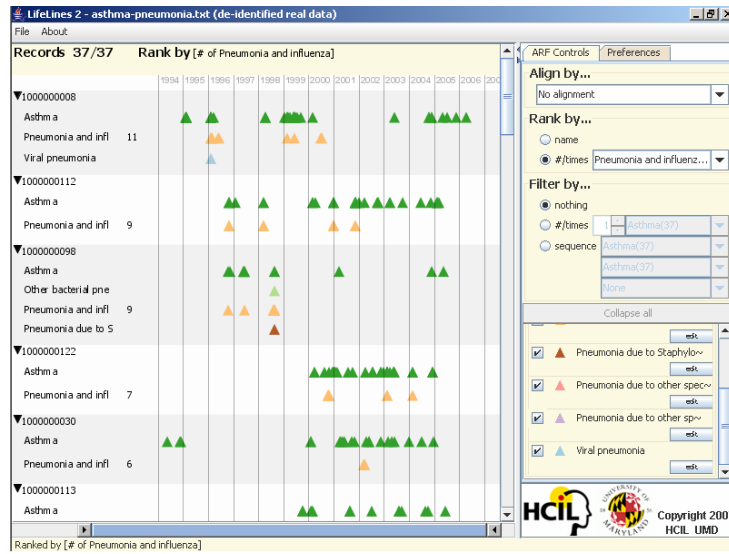 LifeLines 2 - asthma-pneumonia.txt (de-identified real data)
File About
Records 37/37 Rank by [# of Pneumonia and influenza]
1994 1995 1996 1997 1998 1999 2000 2001 2002 2003 2004 2005 2006 200
1000000008
Asthma
Pneumonia and infl 11
Viral pneumonia
1000000112
Asthma
Pneumonia and infl 9
1000000098
Asthma
Other bacterial pne
Pneumonia and infl 9
Pneumonia due to S
1000000122
Asthma
Pneumonia and infl 7
1000000030
Asthma
Pneumonia and infl 6
1000000113
Asthma
Ranked by [# of Pneumonia and influenza]
ARF Controls Preferences
Align by...
No alignment
Rank by...
name
#/times Pneumonia and influenz...
Filter by...
nothing
#/times 1 Asthma(37)
sequence Asthma(37)
Asthma(37)
None
Collapse all
edit
Pneumonia due to Staphylo~
edit
Pneumonia due to other spec~
edit
Pneumonia due to other sp~
edit
Viral pneumonia
edit
HCIL
UNIVERSITY OF
MARYLAND
Copyright 200
HCIL UMD